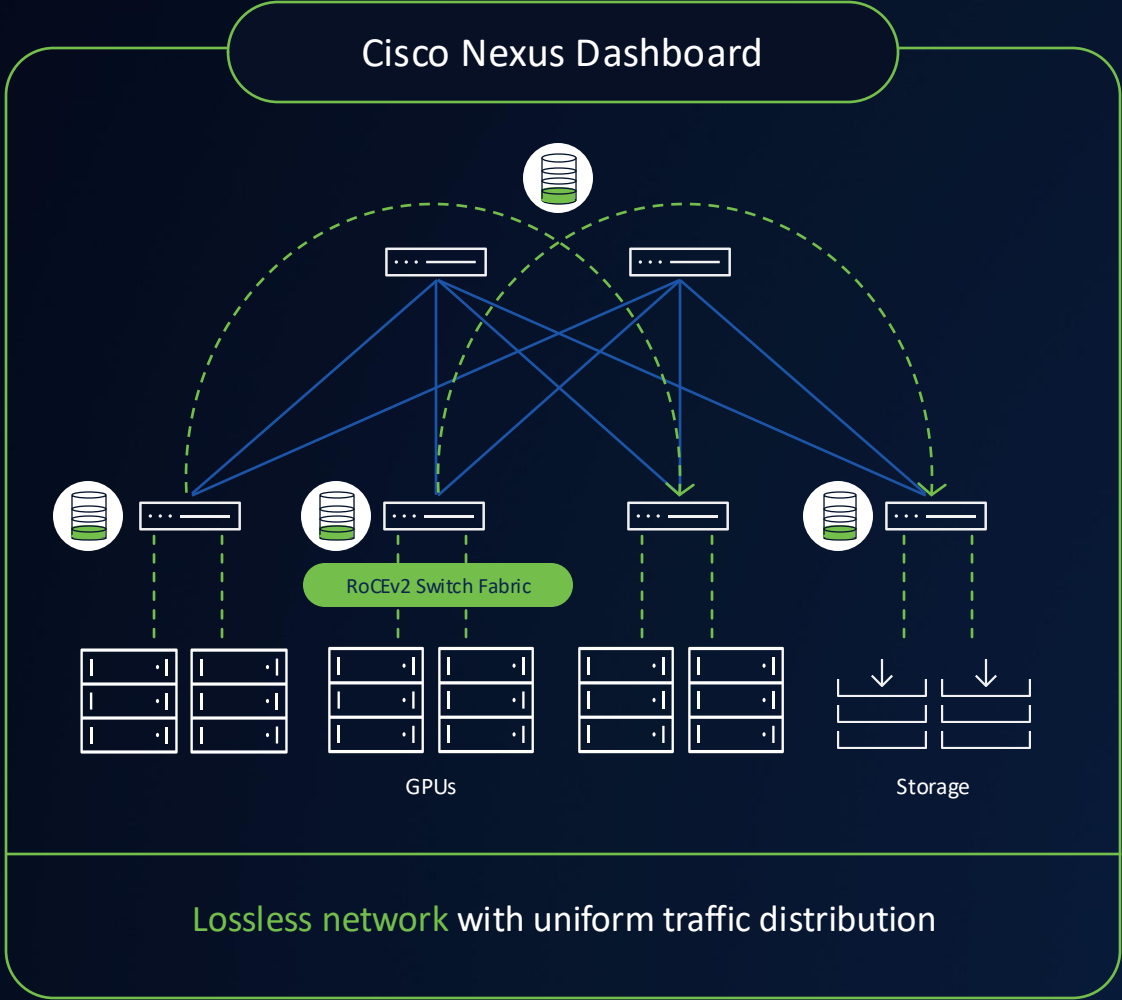 Cisco Nexus Dashboard
RoCEv2 Switch Fabric
GPUs
Storage
Lossless network with uniform traffic distribution